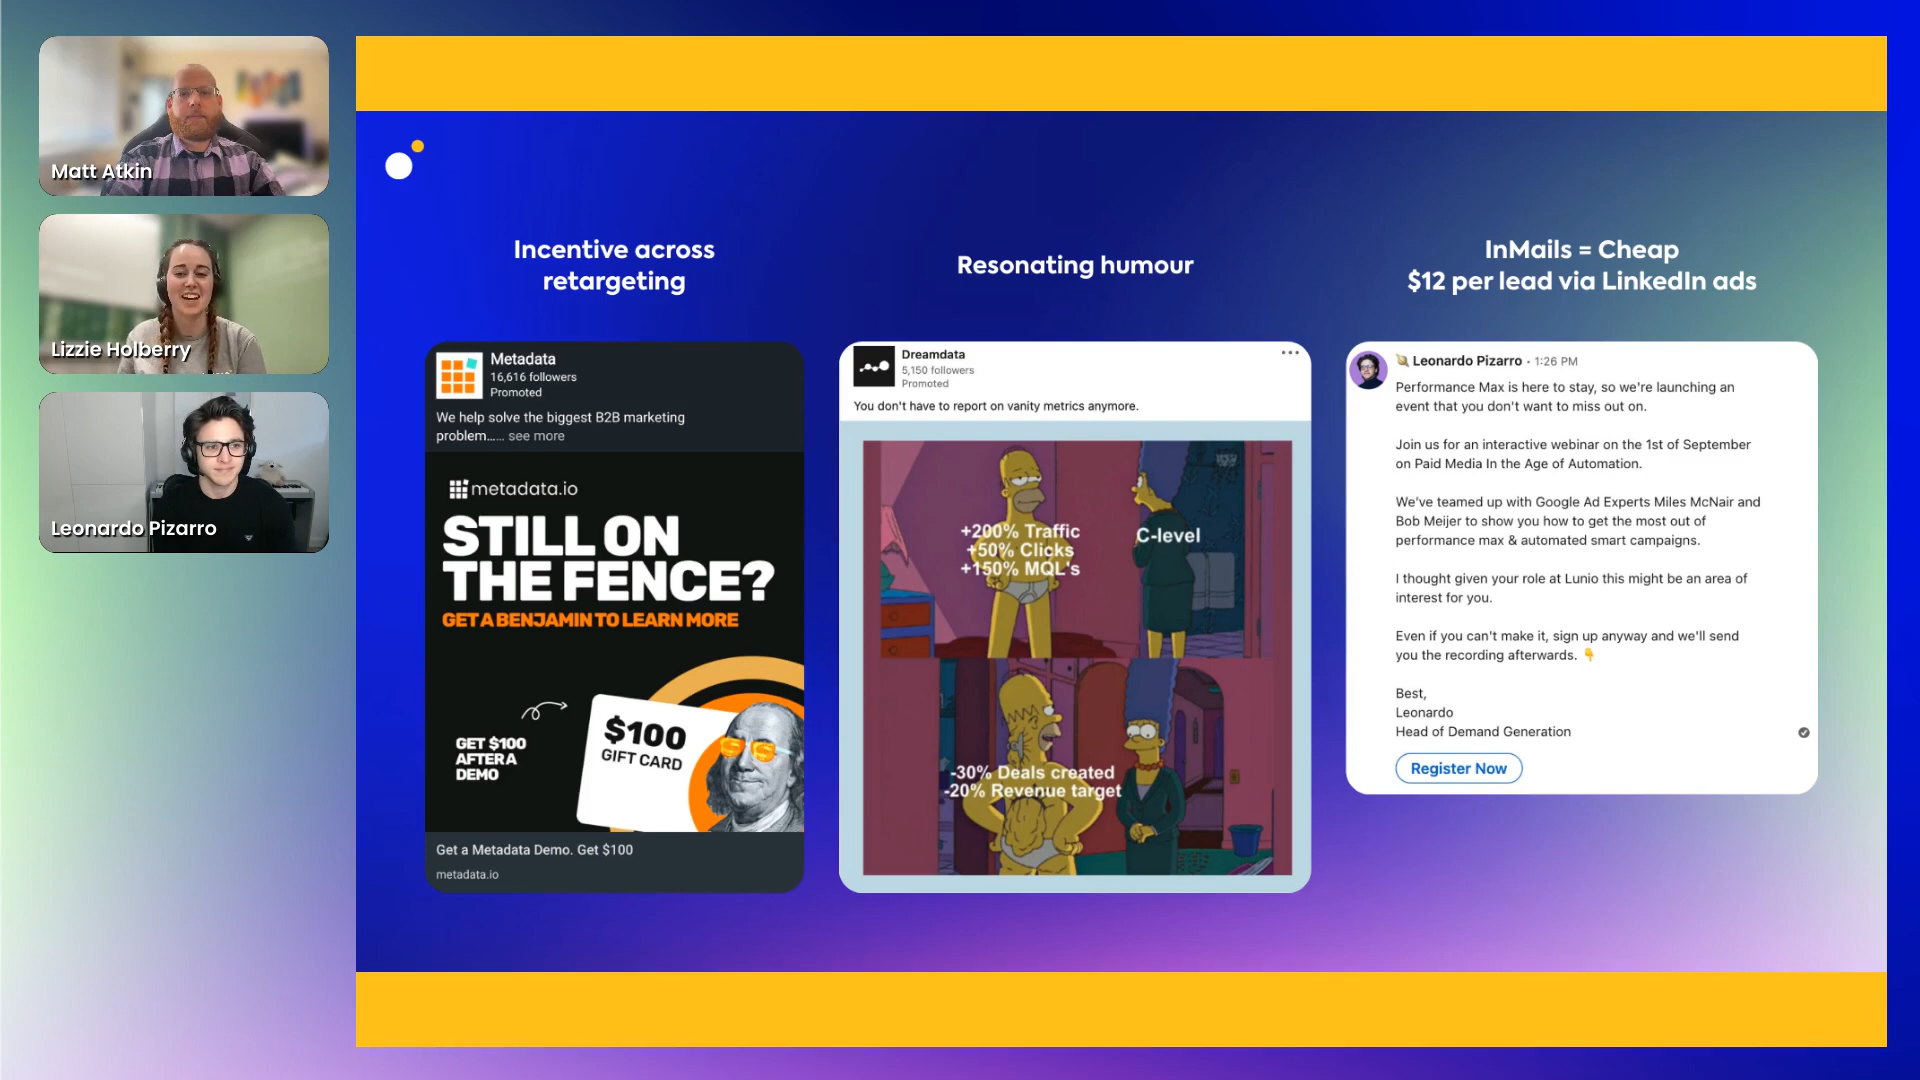 Matt Atkin
Lizzie Holberry
Leonardo Pizarro
Incentive across
retargeting
Metadata
16,616 followers
Promoted
We help solve the biggest B2B marketing
problem...... see more
metadata.io
STILL ON
THE FENCE?
GET A BENJAMIN TO LEARN MORE
GET $100
AFTER A
DEMO
$100
GIFT CARD
Get a Metadata Demo. Get $100
metadata.io
Resonating humour
Dreamdata
5,150 followers
Promoted
You don't have to report on vanity metrics anymore.
+200% Traffic
+50% Clicks
+150% MQL's
C-level
-30% Deals created
-20% Revenue target
InMails = Cheap
$12 per lead via LinkedIn ads
Leonardo Pizarro · 1:26 PM
Performance Max is here to stay, so we're launching an
event that you don't want to miss out on.
Join us for an interactive webinar on the 1st of September
on Paid Media In the Age of Automation.
We've teamed up with Google Ad Experts Miles McNair and
Bob Meijer to show you how to get the most out of
performance max & automated smart campaigns.
I thought given your role at Lunio this might be an area of
interest for you.
Even if you can't make it, sign up anyway and we'll send
you the recording afterwards. 👇
Best,
Leonardo
Head of Demand Generation
Register Now